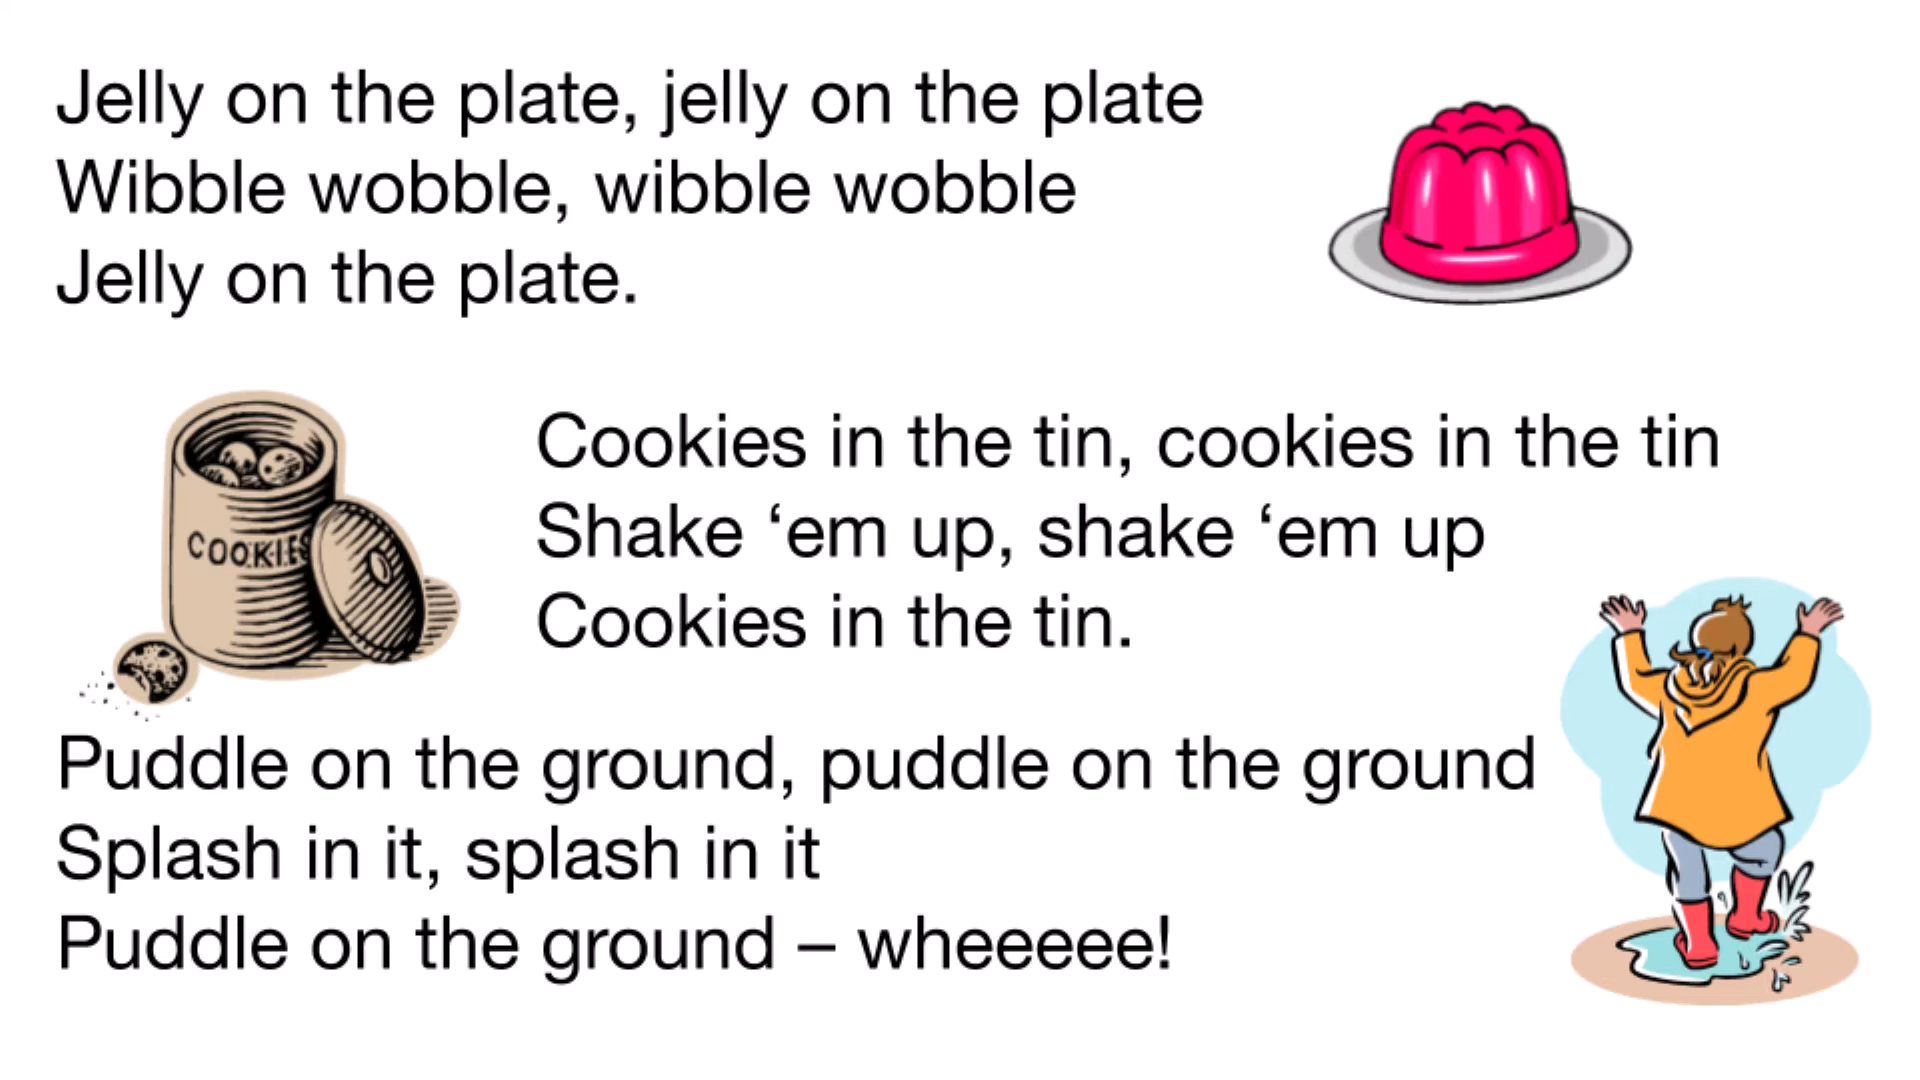 Jelly on the plate, jelly on the plate
Wibble wobble, wibble wobble
Jelly on the plate.
COOKIES
Cookies in the tin, cookies in the tin
Shake ‘em up, shake ‘em up
Cookies in the tin.
Puddle on the ground, puddle on the ground
Splash in it, splash in it
Puddle on the ground – wheeeee!